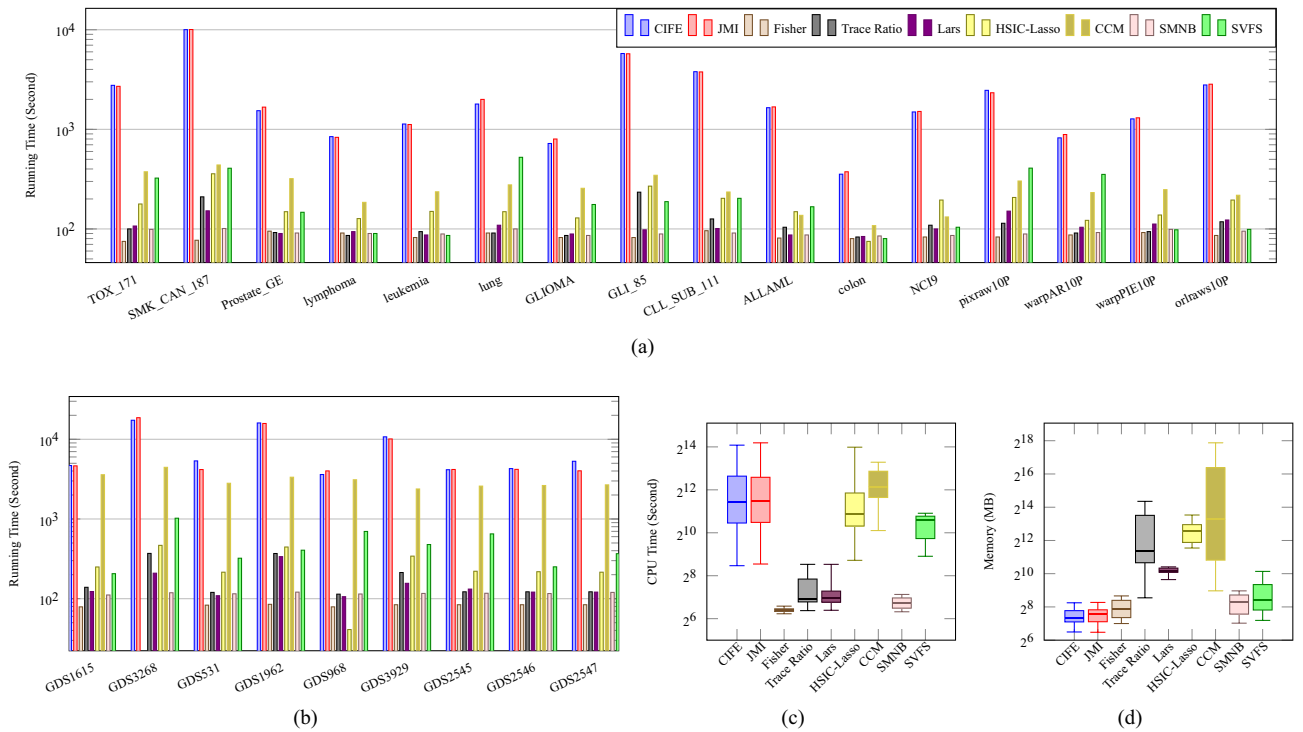 10^4
10^3
10^2
Running Time (Second)
CIFE JMI Fisher Trace Ratio Lars HSIC-Lasso CCM SMNB SVFS
TOX_171 SMK_CAN_187 Prostate_GE lymphoma leukemia lung GLIOMA GLI_85 CLL_SUB_111 ALLAML colon NCI9 pixraw10P warpAR10P warpPIE10P orlraws10P
(a)
10^4
10^3
10^2
Running Time (Second)
GDS1615 GDS3268 GDS531 GDS1962 GDS968 GDS3929 GDS2545 GDS2546 GDS2547
(b)
2^14
2^12
2^10
2^8
2^6
CPU Time (Second)
CIFE JMI Fisher Trace Ratio Lars HSIC-Lasso CCM SMNB SVFS
(c)
2^18
2^16
2^14
2^12
2^10
2^8
2^6
Memory (MB)
CIFE JMI Fisher Trace Ratio Lars HSIC-Lasso CCM SMNB SVFS
(d)